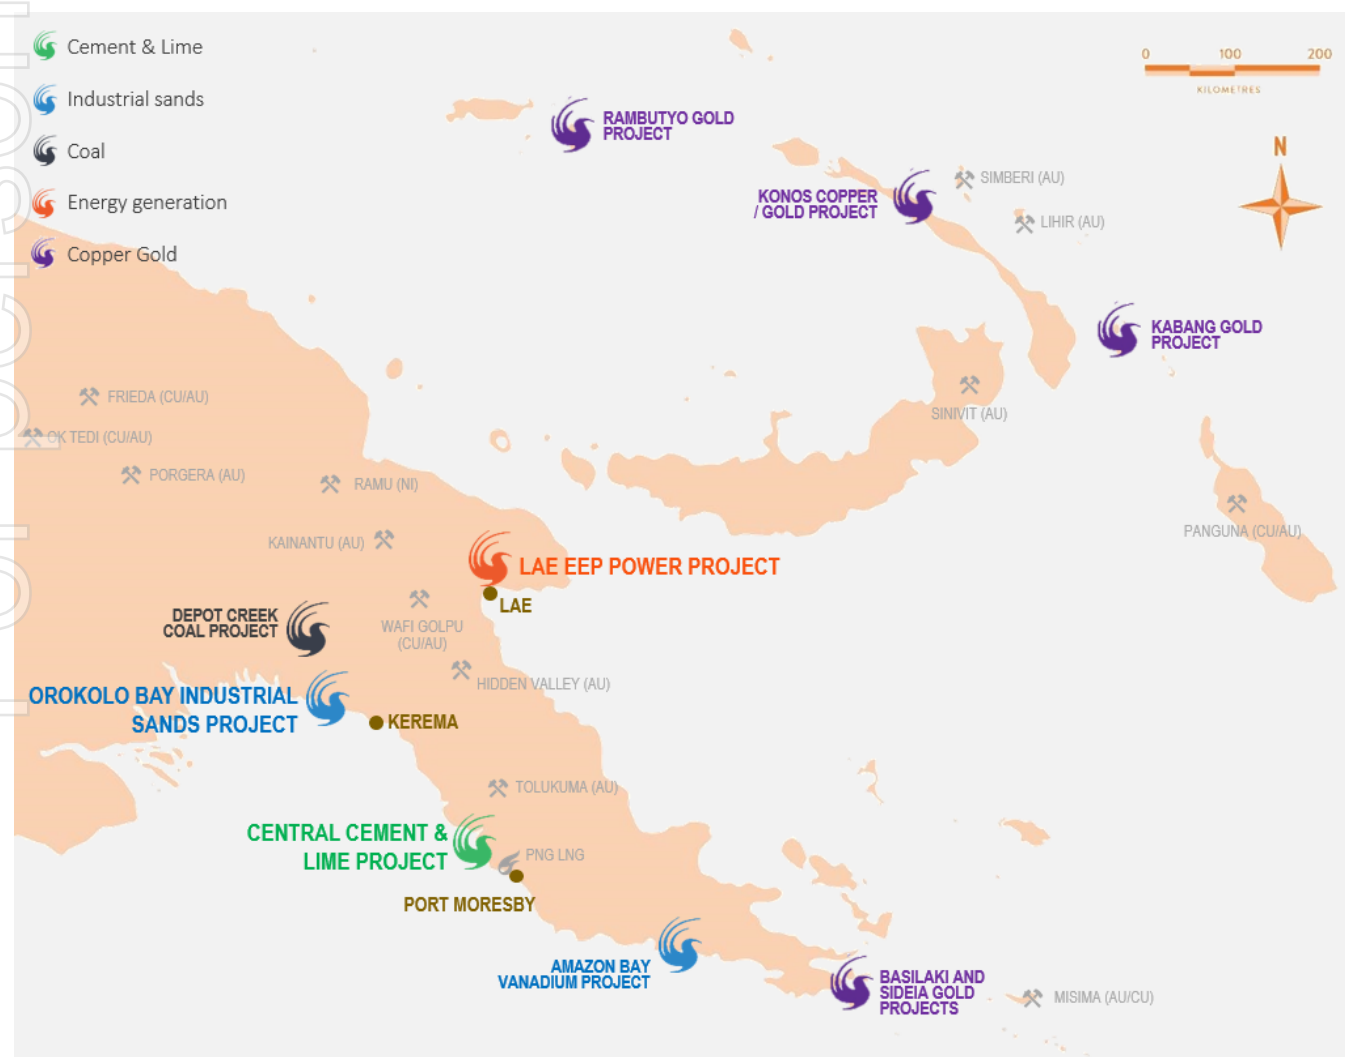 Cement & Lime
Industrial sands
Coal
Energy generation
Copper Gold
0 100 200
KILOMETRES
N
RAMBUTYO GOLD
PROJECT
KONOS COPPER
/ GOLD PROJECT
SIMBERI (AU)
LIHIR (AU)
KABANG GOLD
PROJECT
FRIEDA (CU/AU)
OK TEDI (CU/AU)
PORGERA (AU)
RAMU (NI)
KAINANTU (AU)
SINIVIT (AU)
PANGUNA (CU/AU)
LAE EEP POWER PROJECT
LAE
DEPOT CREEK
COAL PROJECT
WAFI GOLPU
(CU/AU)
HIDDEN VALLEY (AU)
OROKOLO BAY INDUSTRIAL
SANDS PROJECT
KEREMA
TOLUKUMA (AU)
CENTRAL CEMENT &
LIME PROJECT
PNG LNG
PORT MORESBY
AMAZON BAY
VANADIUM PROJECT
BASILAKI AND
SIDEIA GOLD
PROJECTS
MISIMA (AU/CU)